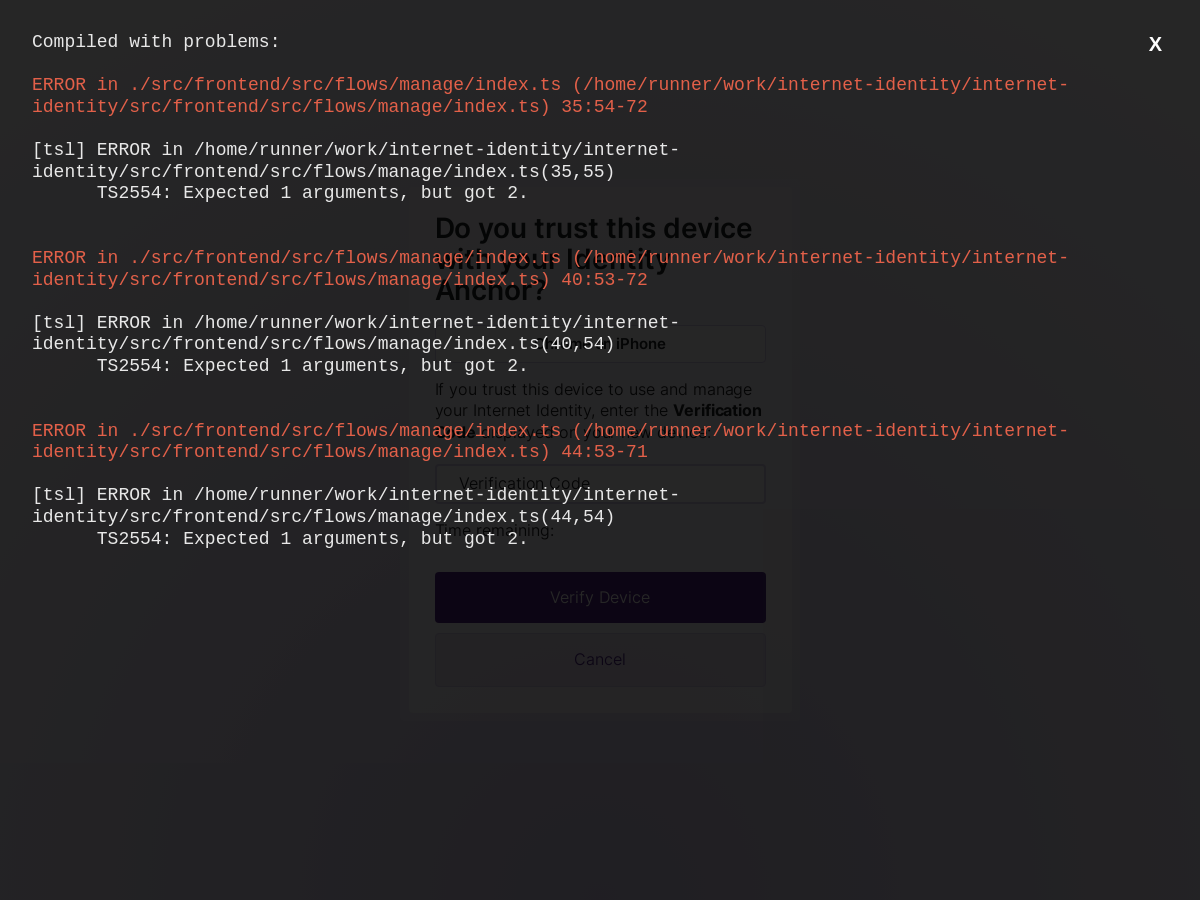 Compiled with problems:
X
ERROR in ./src/frontend/src/flows/manage/index.ts (/home/runner/work/internet-identity/internet-
identity/src/frontend/src/flows/manage/index.ts) 35:54-72
[tsl] ERROR in /home/runner/work/internet-identity/internet-
identity/src/frontend/src/flows/manage/index.ts(35,55)
TS2554: Expected 1 arguments, but got 2.
ERROR in ./src/frontend/src/flows/manage/index.ts (/home/runner/work/internet-identity/internet-
identity/src/frontend/src/flows/manage/index.ts) 40:53-72
[tsl] ERROR in /home/runner/work/internet-identity/internet-
identity/src/frontend/src/flows/manage/index.ts(40,54)
TS2554: Expected 1 arguments, but got 2.
ERROR in ./src/frontend/src/flows/manage/index.ts (/home/runner/work/internet-identity/internet-
identity/src/frontend/src/flows/manage/index.ts) 44:53-71
[tsl] ERROR in /home/runner/work/internet-identity/internet-
identity/src/frontend/src/flows/manage/index.ts(44,54)
TS2554: Expected 1 arguments, but got 2.
Do you trust this device
with your Identity
Anchor?
iPhone
If you trust this device to use and manage
your Internet Identity, enter the Verification
Verification Code
Time remaining:
Verify Device
Cancel